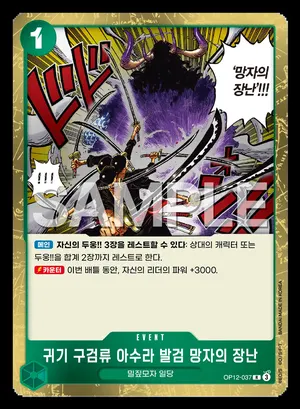 1
'망자의
장난'!!!
!!!
SAMPLE
메인 자신의 두웅!! 3장을 레스트할 수 있다: 상대의 캐릭터 또는
두웅!!을 합계 2장까지 레스트로 한다.
카운터 이번 배틀 동안, 자신의 리더의 파워 +3000.
EVENT
귀기 구검류 아수라 발검 망자의 장난
밀짚모자 일당
OP12-037 R